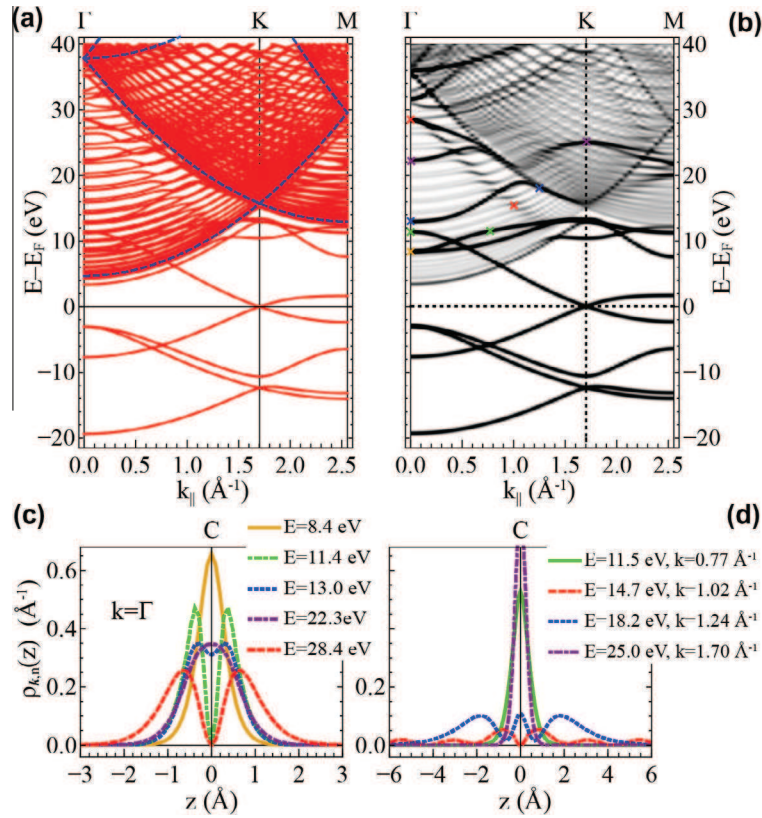 (a) Γ K M Γ K M (b)
40 40
30 30
20 20
10 10
0 0
−10 −10
−20 −20
E−E_F (eV) E−E_F (eV)
0.0 0.5 1.0 1.5 2.0 2.5 0.0 0.5 1.0 1.5 2.0 2.5
k_|| (Å⁻¹) k_|| (Å⁻¹)
(c) C C (d)
E=8.4 eV
E=11.4 eV
E=13.0 eV
E=22.3eV
E=28.4 eV
E=11.5 eV, k=0.77 Å⁻¹
E=14.7 eV, k=1.02 Å⁻¹
E=18.2 eV, k=1.24 Å⁻¹
E=25.0 eV, k=1.70 Å⁻¹
k=Γ
ρ_k,n(z) (Å⁻¹)
0.6
0.4
0.2 0.2
0.0 0.0
−3 −2 −1 0 1 2 3 −6 −4 −2 0 2 4 6
z (Å) z (Å)